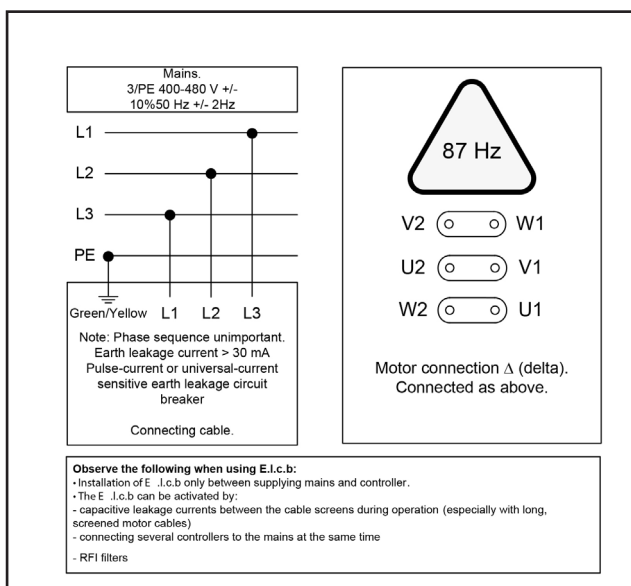 Mains.
3/PE 400-480 V +/-
10%50 Hz +/- 2Hz
L1
L2
L3
PE
Green/Yellow L1 L2 L3
Note: Phase sequence unimportant.
Earth leakage current > 30 mA
Pulse-current or universal-current
sensitive earth leakage circuit
breaker
Connecting cable.
87 Hz
V2 W1
U2 V1
W2 U1
Motor connection Δ (delta).
Connected as above.
Observe the following when using E.l.c.b:
• Installation of E .l.c.b only between supplying mains and controller.
• The E .l.c.b can be activated by:
- capacitive leakage currents between the cable screens during operation (especially with long,
screened motor cables)
- connecting several controllers to the mains at the same time
- RFI filters